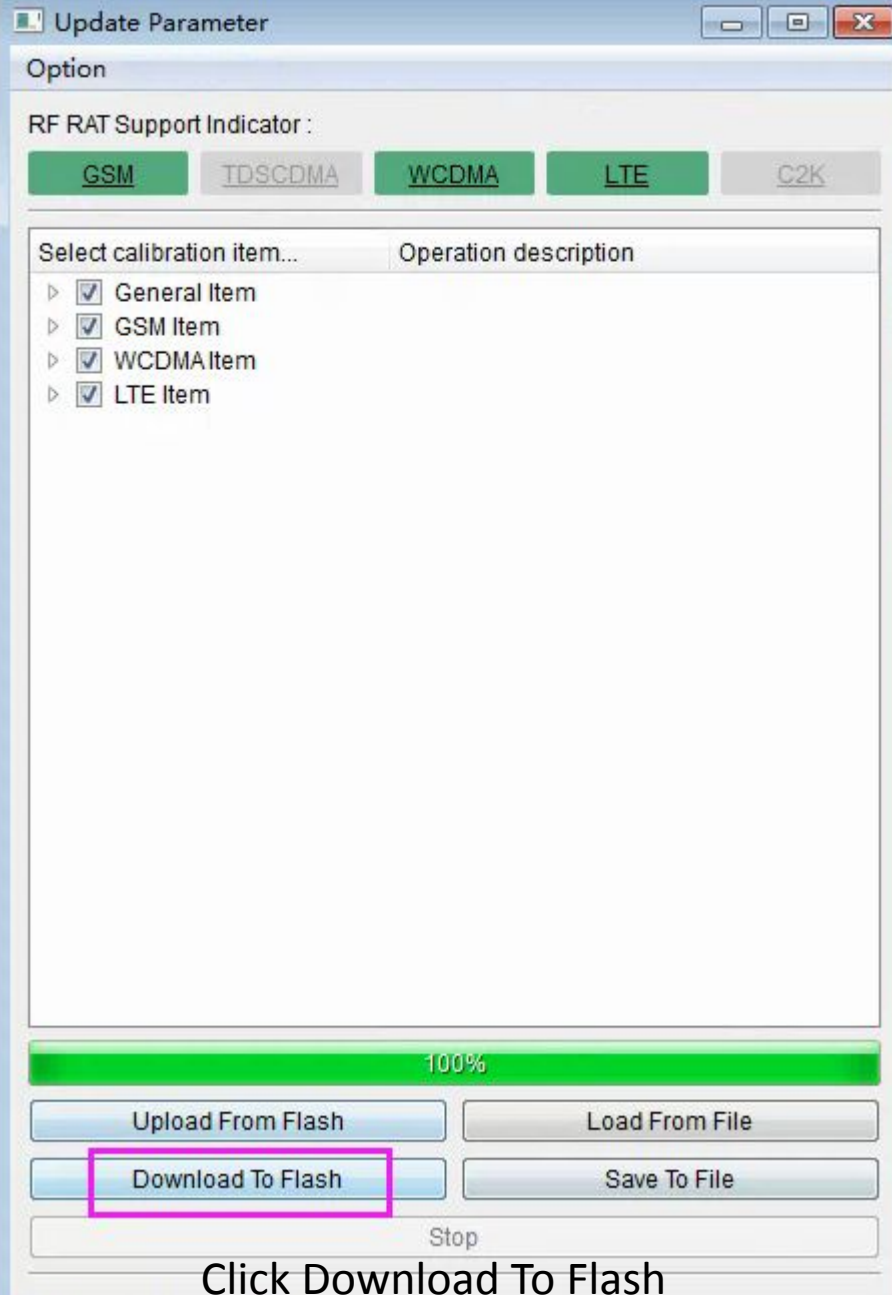 Update Parameter
Option
RF RAT Support Indicator :
GSM TDSCDMA WCDMA LTE C2K
Select calibration item... Operation description
General Item
GSM Item
WCDMA Item
LTE Item
100%
Upload From Flash Load From File
Download To Flash Save To File
Stop
Click Download To Flash